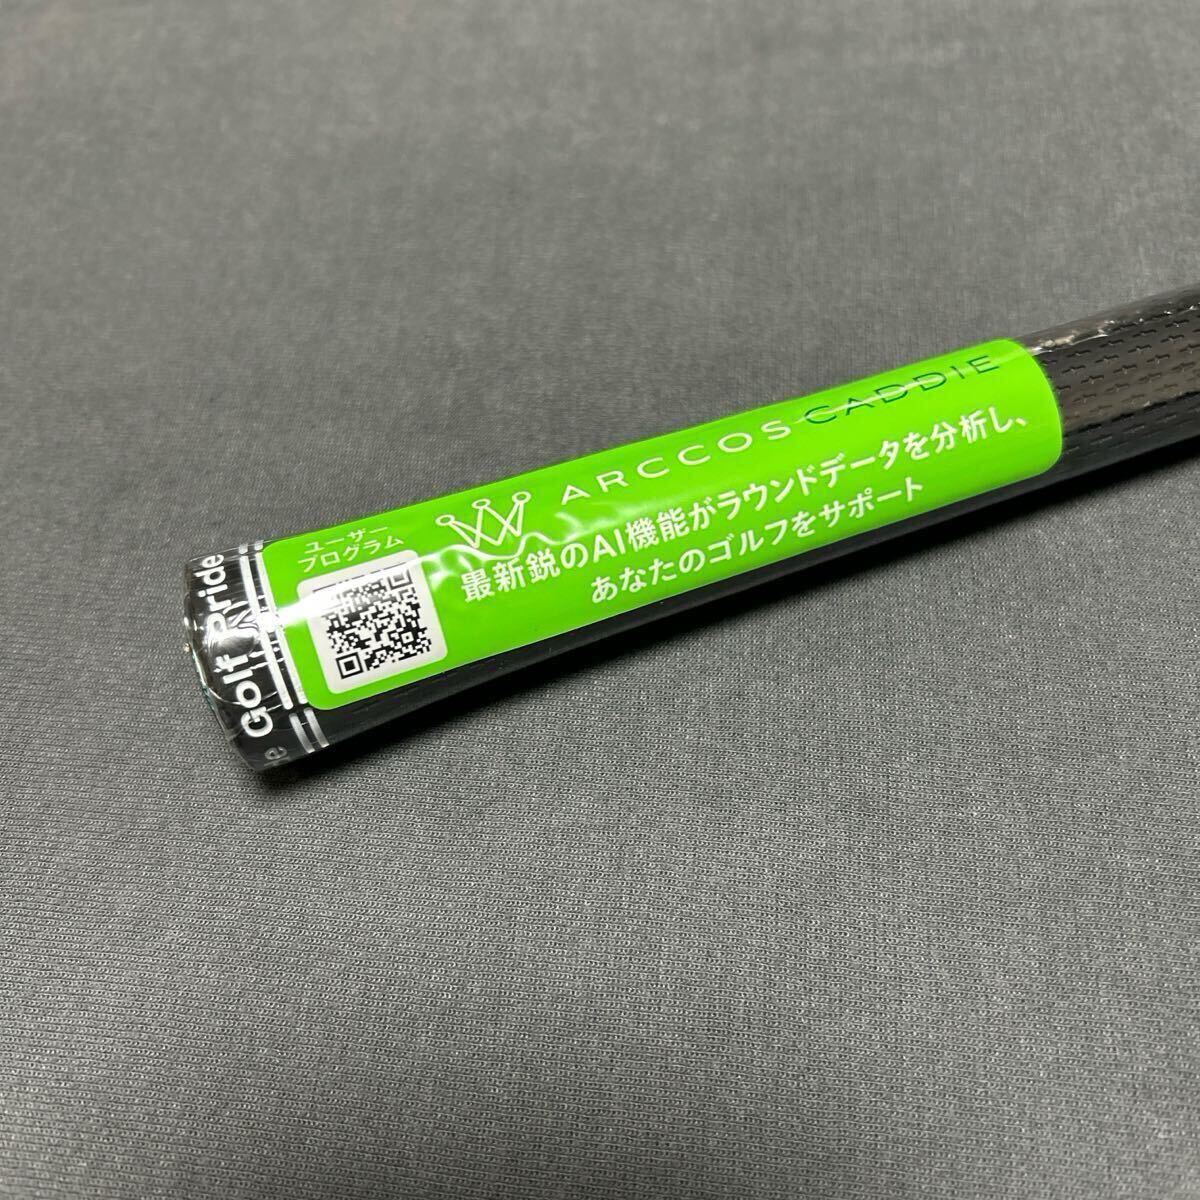 ARCCOS CADDIE
最新鋭のAI機能がラウンドデータを分析し、
あなたのゴルフをサポート
ユーザー
プログラム
Golf Pride